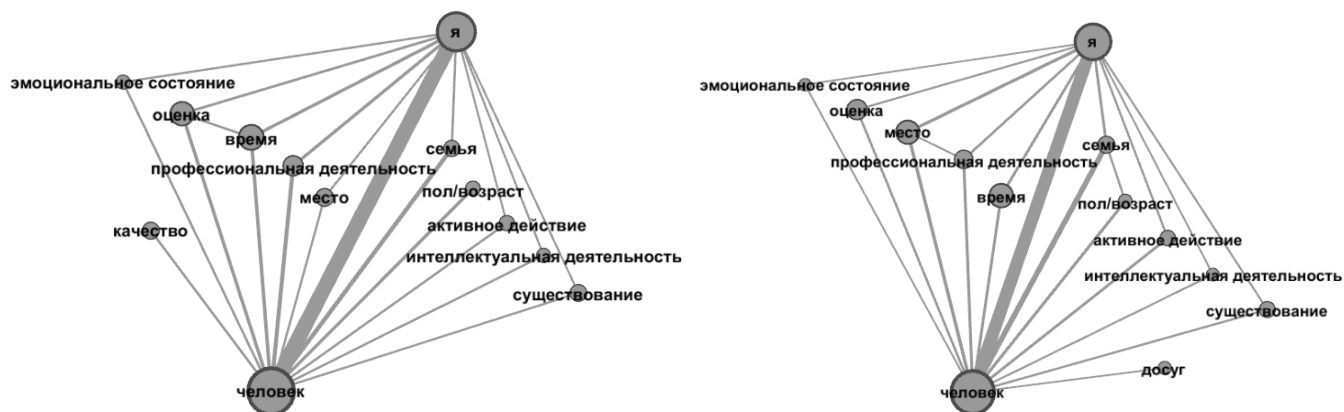 я
эмоциональное состояние
оценка
время
семья
профессиональная деятельность
место
пол/возраст
качество
активное действие
интеллектуальная деятельность
существование
человек
я
эмоциональное состояние
оценка
место
семья
профессиональная деятельность
время
пол/возраст
активное действие
интеллектуальная деятельность
существование
досуг
человек